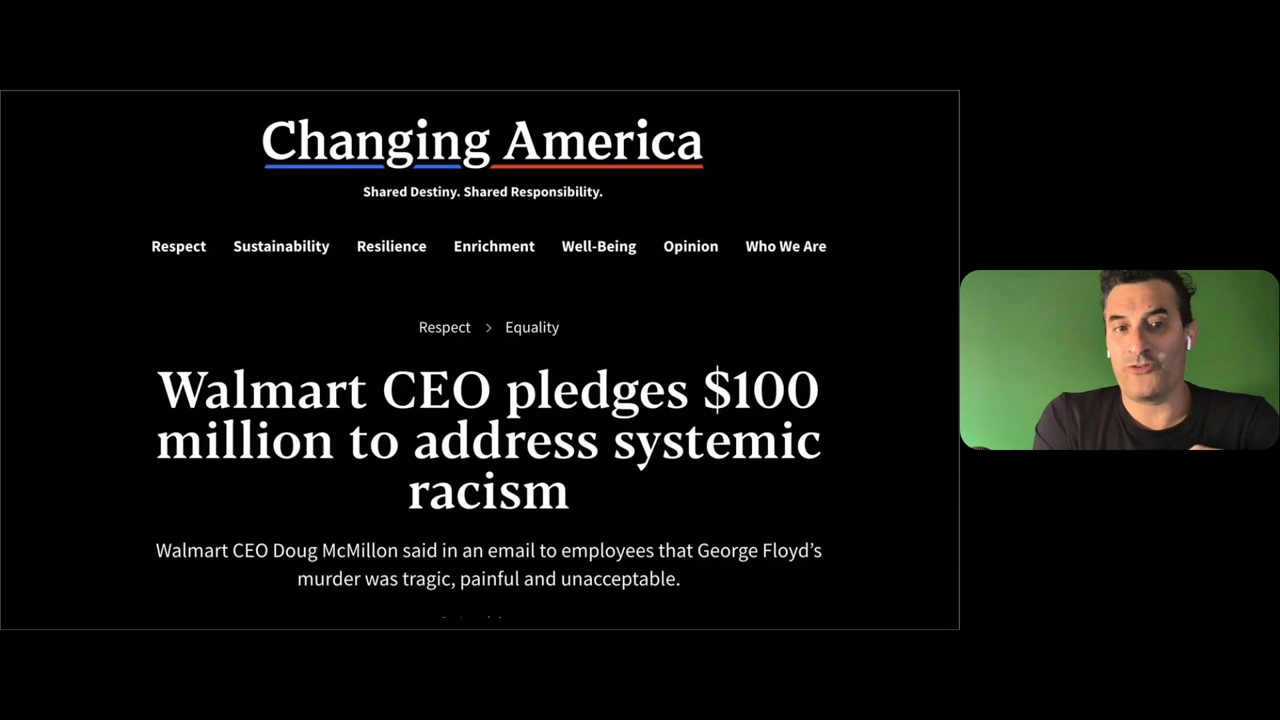 Changing America
Shared Destiny. Shared Responsibility.
Respect Sustainability Resilience Enrichment Well-Being Opinion Who We Are
Respect > Equality
Walmart CEO pledges $100
million to address systemic
racism
Walmart CEO Doug McMillon said in an email to employees that George Floyd’s
murder was tragic, painful and unacceptable.